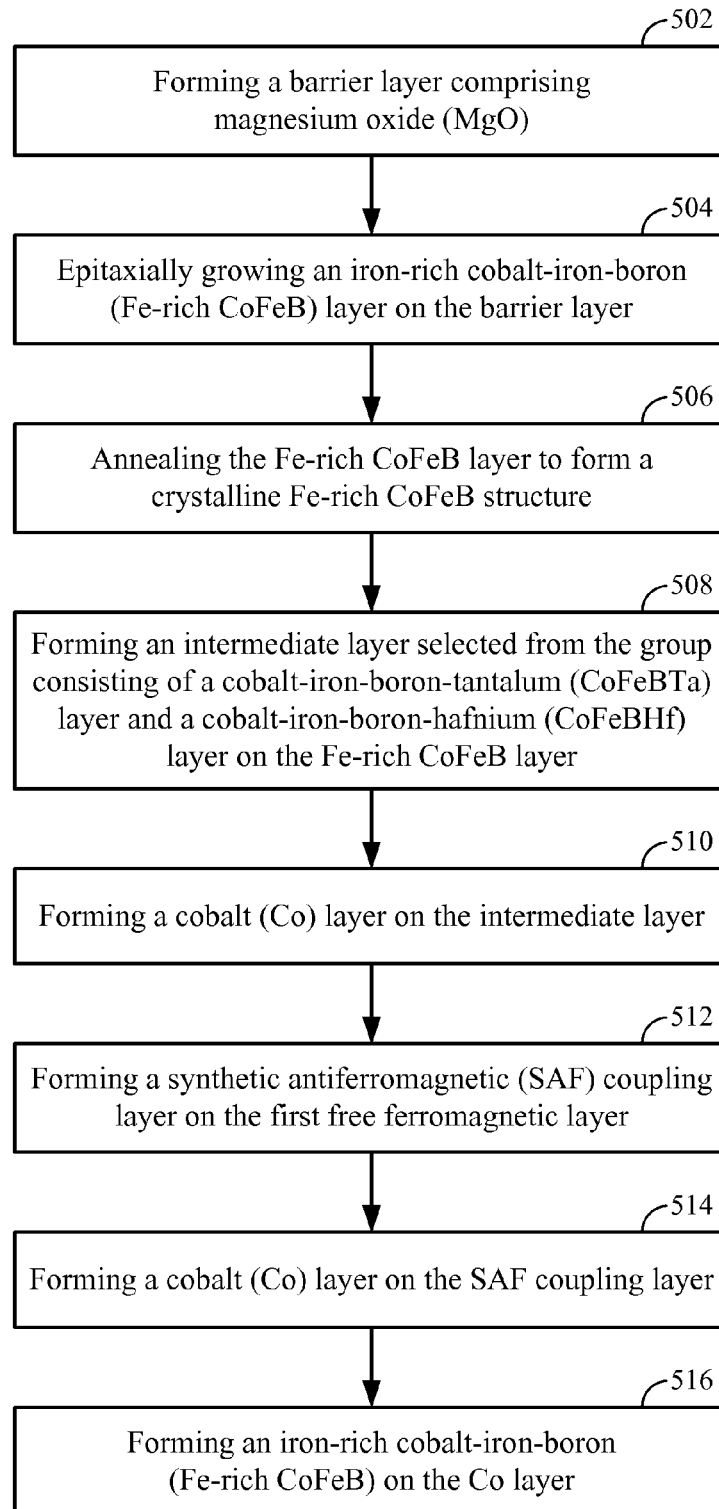 502
Forming a barrier layer comprising
magnesium oxide (MgO)
504
Epitaxially growing an iron-rich cobalt-iron-boron
(Fe-rich CoFeB) layer on the barrier layer
506
Annealing the Fe-rich CoFeB layer to form a
crystalline Fe-rich CoFeB structure
508
Forming an intermediate layer selected from the group
consisting of a cobalt-iron-boron-tantalum (CoFeBTa)
layer and a cobalt-iron-boron-hafnium (CoFeBHf)
layer on the Fe-rich CoFeB layer
510
Forming a cobalt (Co) layer on the intermediate layer
512
Forming a synthetic antiferromagnetic (SAF) coupling
layer on the first free ferromagnetic layer
514
Forming a cobalt (Co) layer on the SAF coupling layer
516
Forming an iron-rich cobalt-iron-boron
(Fe-rich CoFeB) on the Co layer